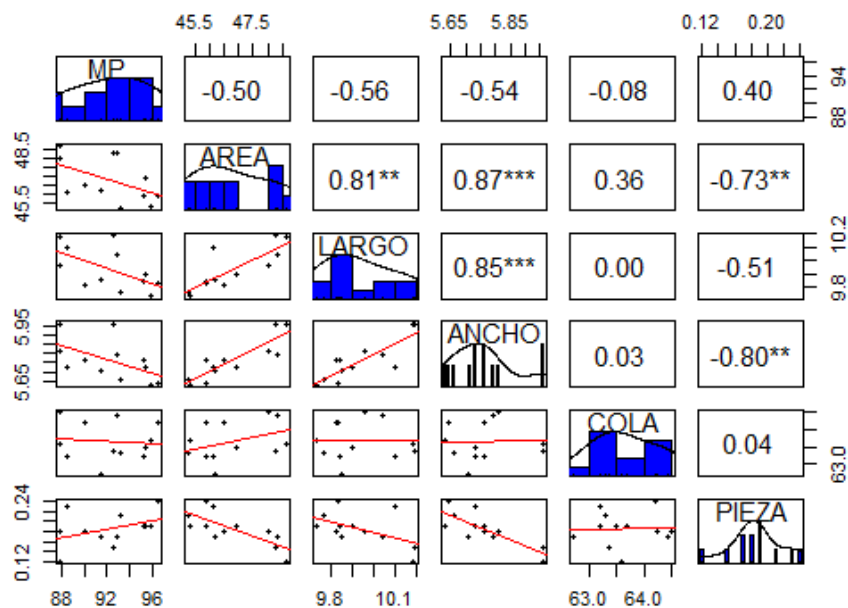 45.5 47.5 5.65 5.85 0.12 0.20
MP -0.50 -0.56 -0.54 -0.08 0.40
88 94
45.5 48.5
AREA 0.81** 0.87*** 0.36 -0.73**
LARGO 0.85*** 0.00 -0.51
9.8 10.2
5.65 5.95
ANCHO 0.03 -0.80**
COLA 0.04
63.0
0.12 0.24
PIEZA
88 92 96 9.8 10.1 63.0 64.0